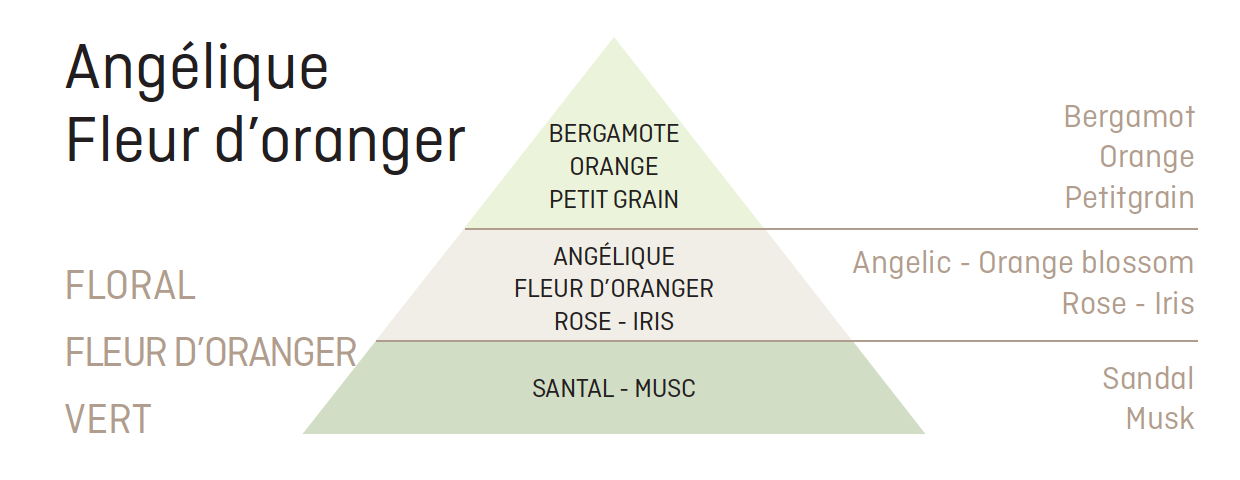 Angélique
Fleur d’oranger
FLORAL
FLEUR D’ORANGER
VERT
BERGAMOTE
ORANGE
PETIT GRAIN
ANGÉLIQUE
FLEUR D’ORANGER
ROSE - IRIS
SANTAL - MUSC
Bergamot
Orange
Petitgrain
Angelic - Orange blossom
Rose - Iris
Sandal
Musk